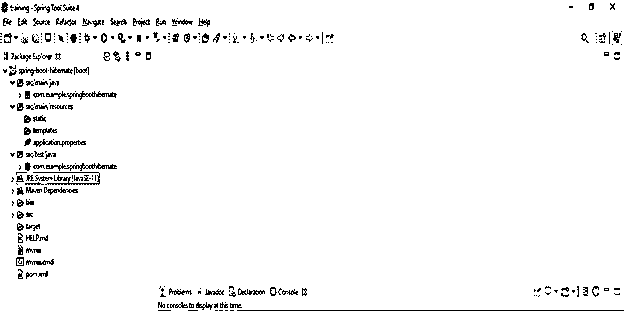 training - Spring Tool Suite 4
File Edit Source Refactor Navigate Search Project Run Window Help
Package Explorer
spring-boot-hibernate [boot]
src/main/java
com.example.springboothibernate
src/main/resources
static
templates
application.properties
src/test/java
com.example.springboothibernate
JRE System Library [JavaSE-11]
Maven Dependencies
bin
src
target
HELP.md
mvnw
mvnw.cmd
pom.xml
Problems Javadoc Declaration Console
No consoles to display at this time.